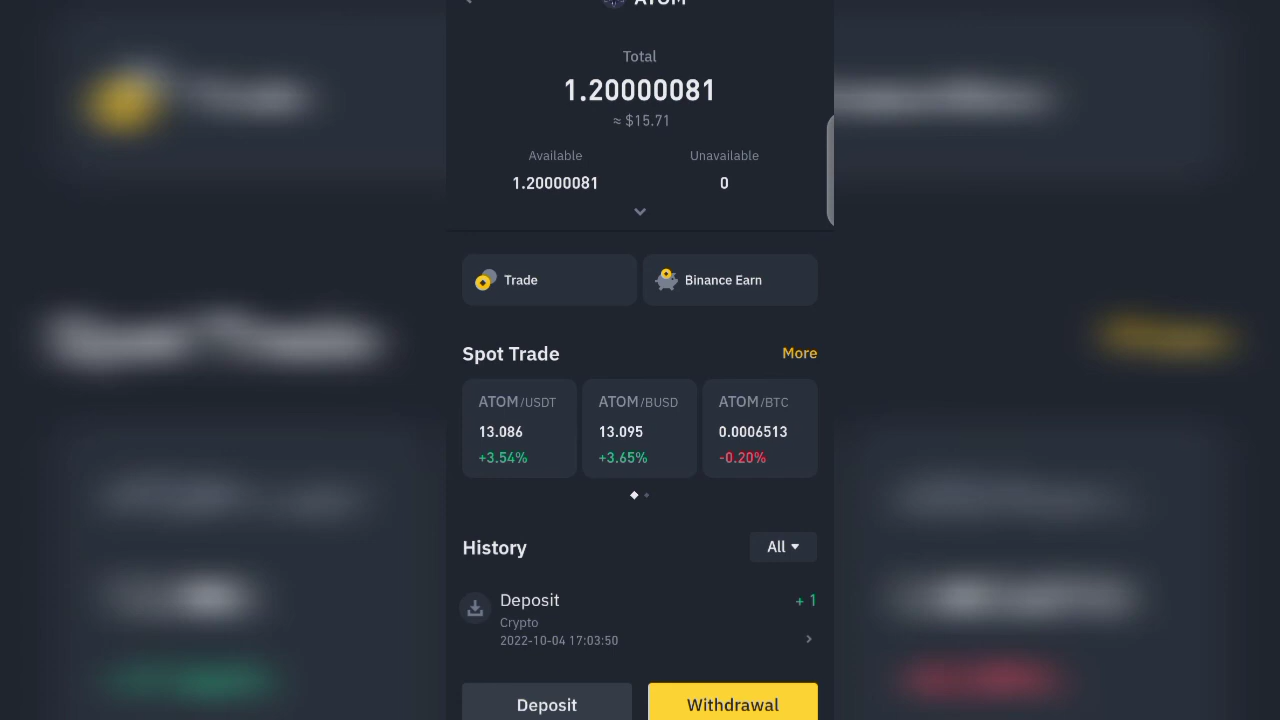 ATOM
Total
1.20000081
≈ $15.71
Available
Unavailable
1.20000081
0
Trade
Binance Earn
Spot Trade
More
ATOM/USDT
13.086
+3.54%
ATOM/BUSD
13.095
+3.65%
ATOM/BTC
0.0006513
-0.20%
History
All
Deposit
+ 1
Crypto
2022-10-04 17:03:50
Deposit
Withdrawal